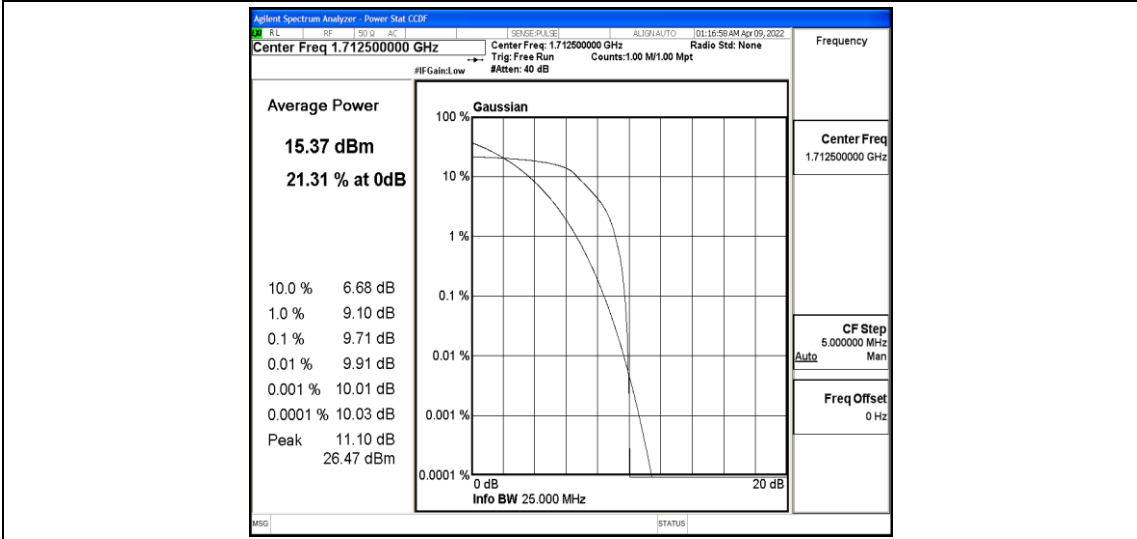 Agilent Spectrum Analyzer - Power Stat CCDF
RL RF 50 Ω AC SENSE:PULSE ALIGNAUTO 01:16:58 AM Apr 09, 2022
Center Freq 1.712500000 GHz
Center Freq: 1.712500000 GHz Radio Std: None
Trig: Free Run Counts:1.00 M/1.00 Mpt
#IFGain:Low #Atten: 40 dB
Frequency
Center Freq
1.712500000 GHz
CF Step
5.000000 MHz
Auto Man
Freq Offset
0 Hz
Average Power
15.37 dBm
21.31 % at 0dB
10.0 % 6.68 dB
1.0 % 9.10 dB
0.1 % 9.71 dB
0.01 % 9.91 dB
0.001 % 10.01 dB
0.0001 % 10.03 dB
Peak 11.10 dB
26.47 dBm
Gaussian
100 %
10 %
1 %
0.1 %
0.01 %
0.001 %
0.0001 %
0 dB 20 dB
Info BW 25.000 MHz
MSG STATUS